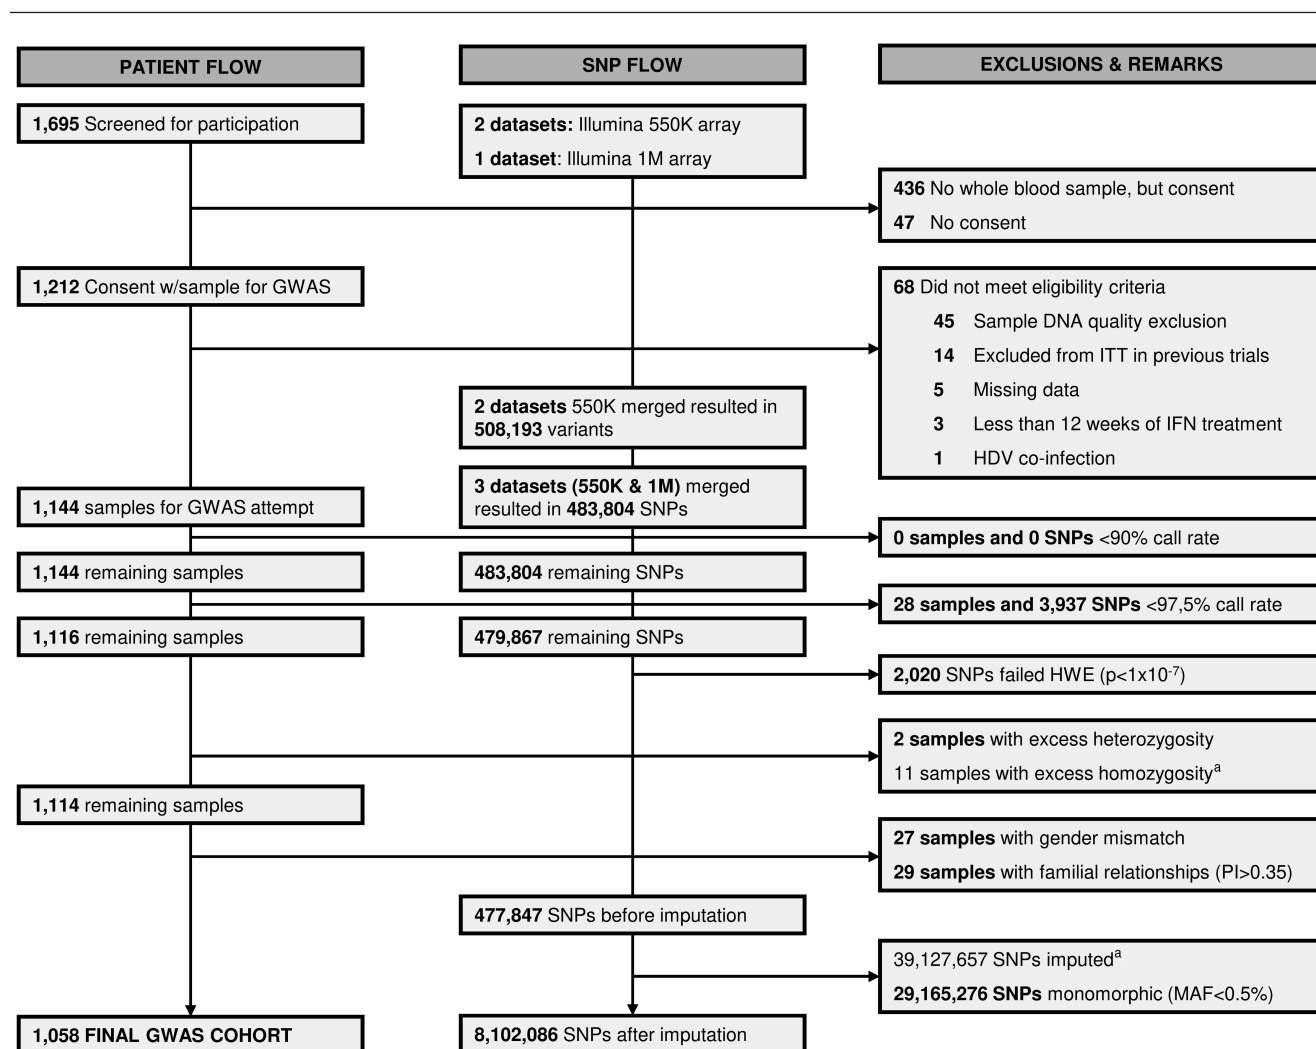 PATIENT FLOW
SNP FLOW
EXCLUSIONS & REMARKS
1,695 Screened for participation
2 datasets: Illumina 550K array
1 dataset: Illumina 1M array
436 No whole blood sample, but consent
47 No consent
1,212 Consent w/sample for GWAS
68 Did not meet eligibility criteria
45 Sample DNA quality exclusion
14 Excluded from ITT in previous trials
5 Missing data
3 Less than 12 weeks of IFN treatment
1 HDV co-infection
2 datasets 550K merged resulted in
508,193 variants
3 datasets (550K & 1M) merged
resulted in 483,804 SNPs
1,144 samples for GWAS attempt
0 samples and 0 SNPs <90% call rate
1,144 remaining samples
483,804 remaining SNPs
28 samples and 3,937 SNPs <97,5% call rate
1,116 remaining samples
479,867 remaining SNPs
2,020 SNPs failed HWE (p<1x10⁻⁷)
2 samples with excess heterozygosity
11 samples with excess homozygosityᵃ
1,114 remaining samples
27 samples with gender mismatch
29 samples with familial relationships (PI>0.35)
477,847 SNPs before imputation
39,127,657 SNPs imputedᵃ
29,165,276 SNPs monomorphic (MAF<0.5%)
1,058 FINAL GWAS COHORT
8,102,086 SNPs after imputation